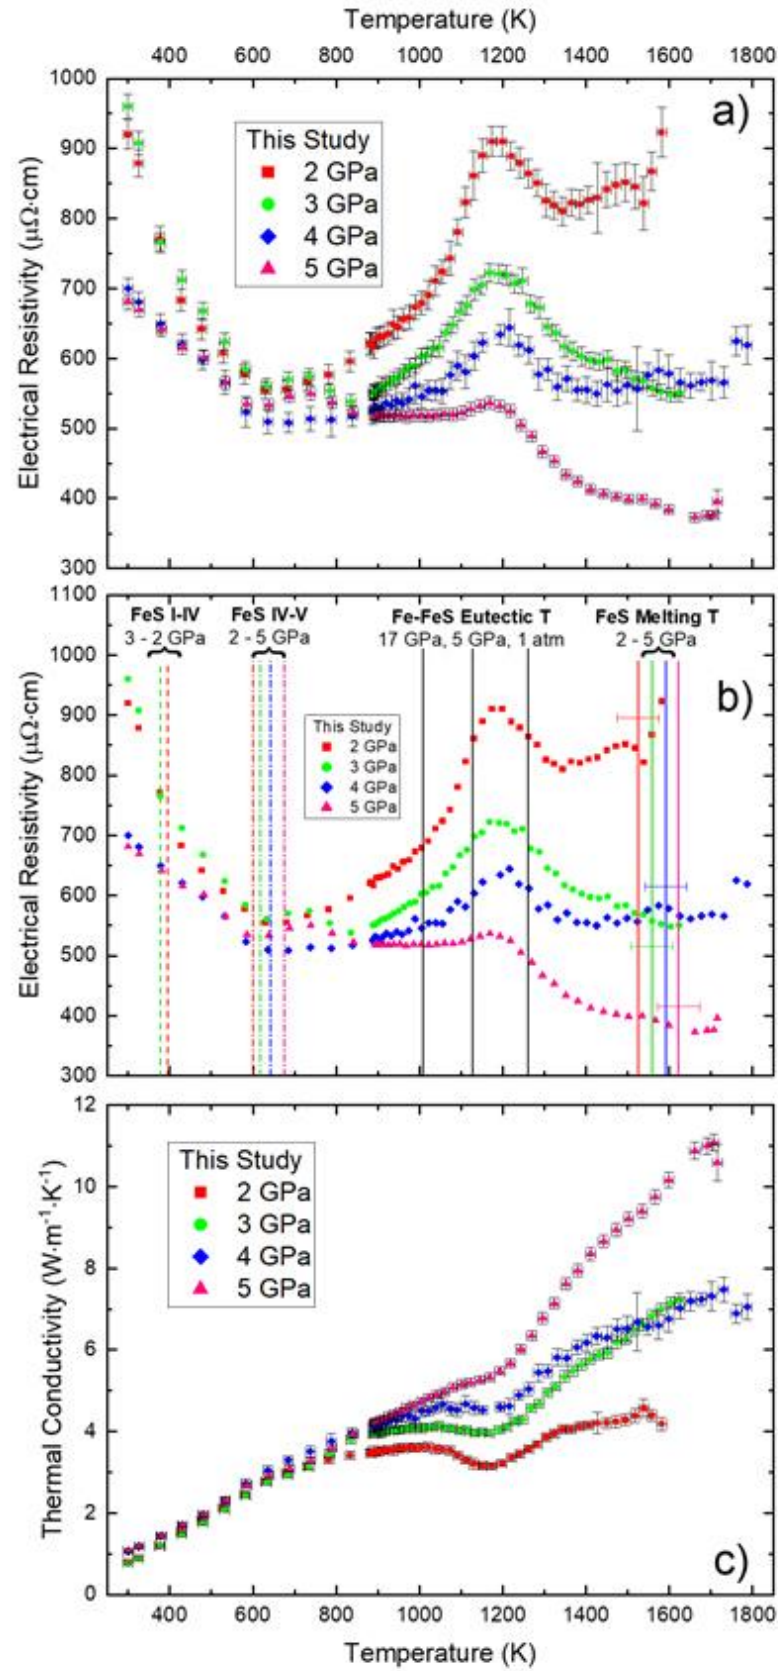 Temperature (K)
400 600 800 1000 1200 1400 1600 1800
a)
1000
900
800
700
600
500
400
300
Electrical Resistivity (μΩ·cm)
This Study
2 GPa
3 GPa
4 GPa
5 GPa
b)
1100
1000
900
800
700
600
500
400
300
Electrical Resistivity (μΩ·cm)
FeS I-IV
3 - 2 GPa
FeS IV-V
2 - 5 GPa
Fe-FeS Eutectic T
17 GPa, 5 GPa, 1 atm
FeS Melting T
2 - 5 GPa
This Study
2 GPa
3 GPa
4 GPa
5 GPa
12
10
8
6
4
2
0
Thermal Conductivity (W·m⁻¹·K⁻¹)
This Study
2 GPa
3 GPa
4 GPa
5 GPa
c)
400 600 800 1000 1200 1400 1600 1800
Temperature (K)